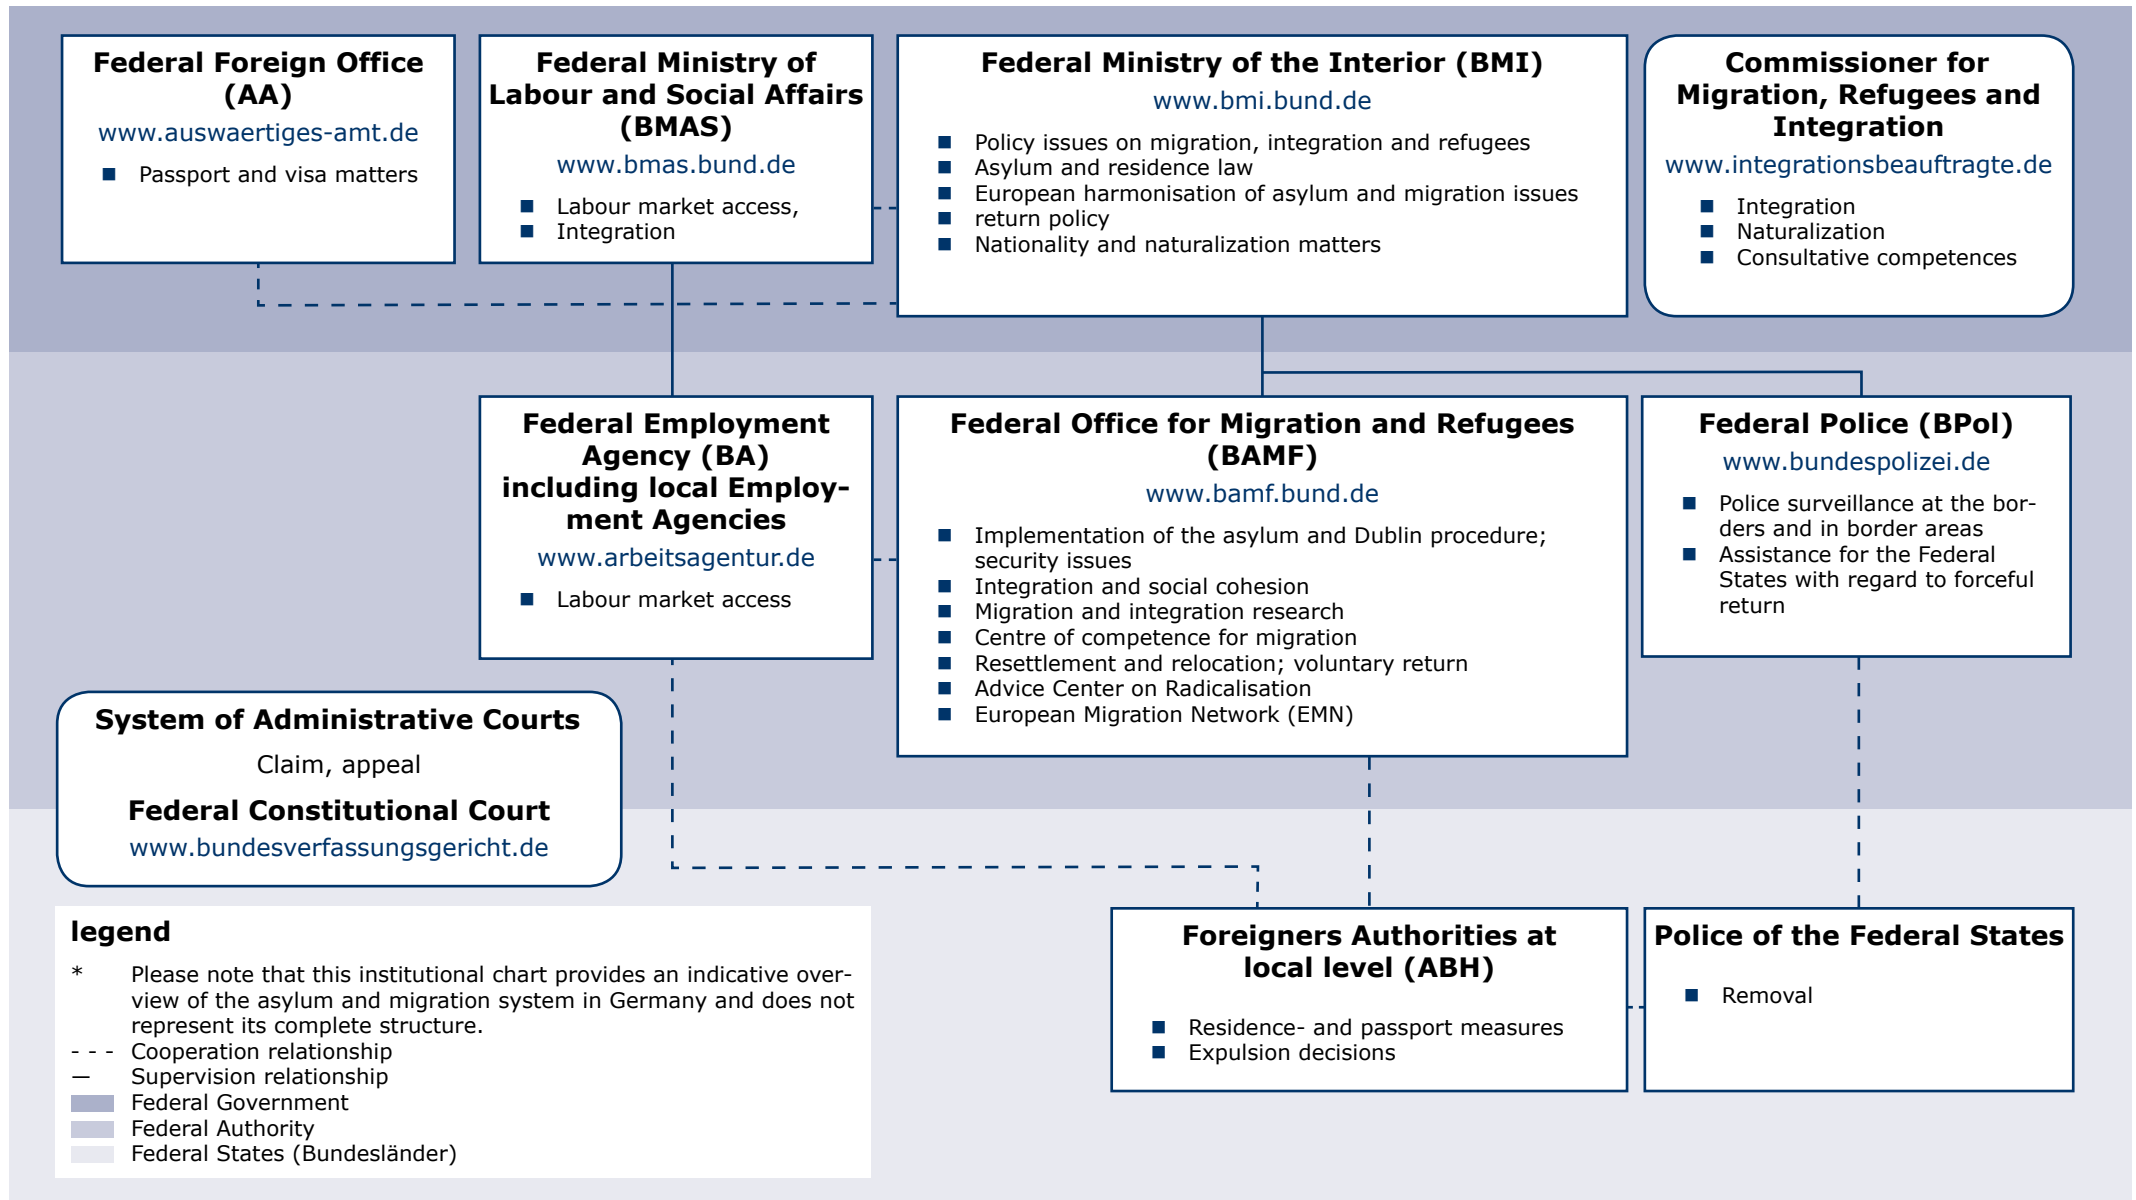 Federal Foreign Office
(AA)
www.auswaertiges-amt.de
■ Passport and visa matters
Federal Ministry of
Labour and Social Affairs
(BMAS)
www.bmas.bund.de
■ Labour market access,
■ Integration
Federal Ministry of the Interior (BMI)
www.bmi.bund.de
■ Policy issues on migration, integration and refugees
■ Asylum and residence law
■ European harmonisation of asylum and migration issues
■ return policy
■ Nationality and naturalization matters
Commissioner for
Migration, Refugees and
Integration
www.integrationsbeauftragte.de
■ Integration
■ Naturalization
■ Consultative competences
Federal Employment
Agency (BA)
including local Employ-
ment Agencies
www.arbeitsagentur.de
■ Labour market access
Federal Office for Migration and Refugees
(BAMF)
www.bamf.bund.de
■ Implementation of the asylum and Dublin procedure;
security issues
■ Integration and social cohesion
■ Migration and integration research
■ Centre of competence for migration
■ Resettlement and relocation; voluntary return
■ Advice Center on Radicalisation
■ European Migration Network (EMN)
Federal Police (BPol)
www.bundespolizei.de
■ Police surveillance at the bor-
ders and in border areas
■ Assistance for the Federal
States with regard to forceful
return
System of Administrative Courts
Claim, appeal
Federal Constitutional Court
www.bundesverfassungsgericht.de
Foreigners Authorities at
local level (ABH)
■ Residence- and passport measures
■ Expulsion decisions
Police of the Federal States
■ Removal
legend
* Please note that this institutional chart provides an indicative over-
view of the asylum and migration system in Germany and does not
represent its complete structure.
- - - Cooperation relationship
— Supervision relationship
Federal Government
Federal Authority
Federal States (Bundesländer)